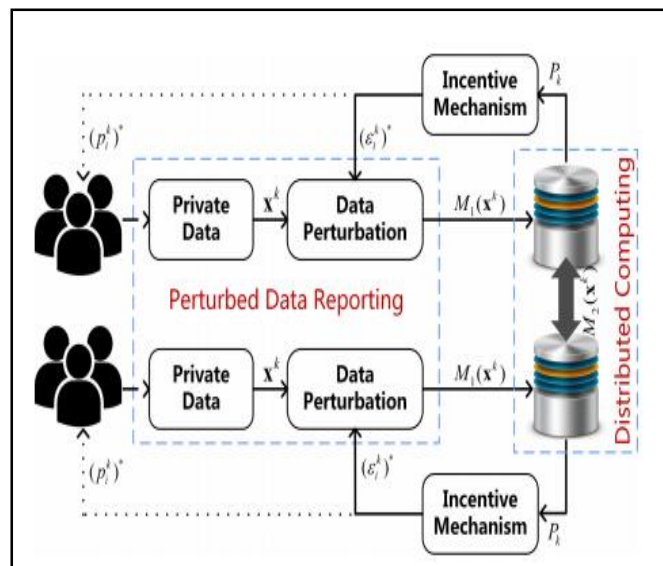 Incentive
Mechanism
P_k
(p_i^k)*
(ε_i^k)*
Private
Data
x^k
Data
Perturbation
M_1(x^k)
Perturbed Data Reporting
M_2(x^k)
Distributed Computing
Private
Data
x^k
Data
Perturbation
M_1(x^k)
(p_i^k)*
(ε_i^k)*
Incentive
Mechanism
P_k